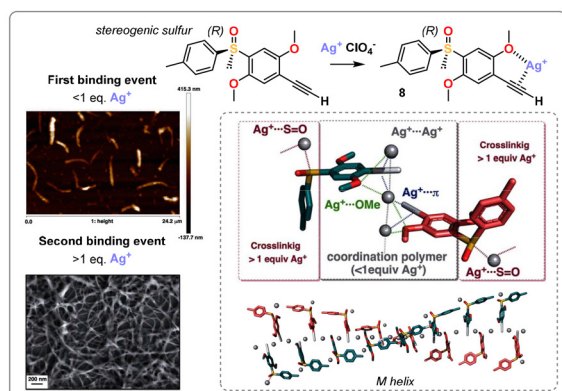 stereogenic sulfur
(R)
O
S
O
O
H
Ag⁺ ClO₄⁻
(R)
O
S
O
Ag⁺
O
H
8
First binding event
<1 eq. Ag⁺
415.3 nm
0.0
1: height
24.2 µm
-137.7 nm
Second binding event
>1 eq. Ag⁺
200 nm
Ag⁺···S=O
Ag⁺···Ag⁺
Crosslinkig
> 1 equiv Ag⁺
Ag⁺···π
Ag⁺···OMe
Crosslinkig
> 1 equiv Ag⁺
coordination polymer
(<1equiv Ag⁺)
Ag⁺···S=O
M helix